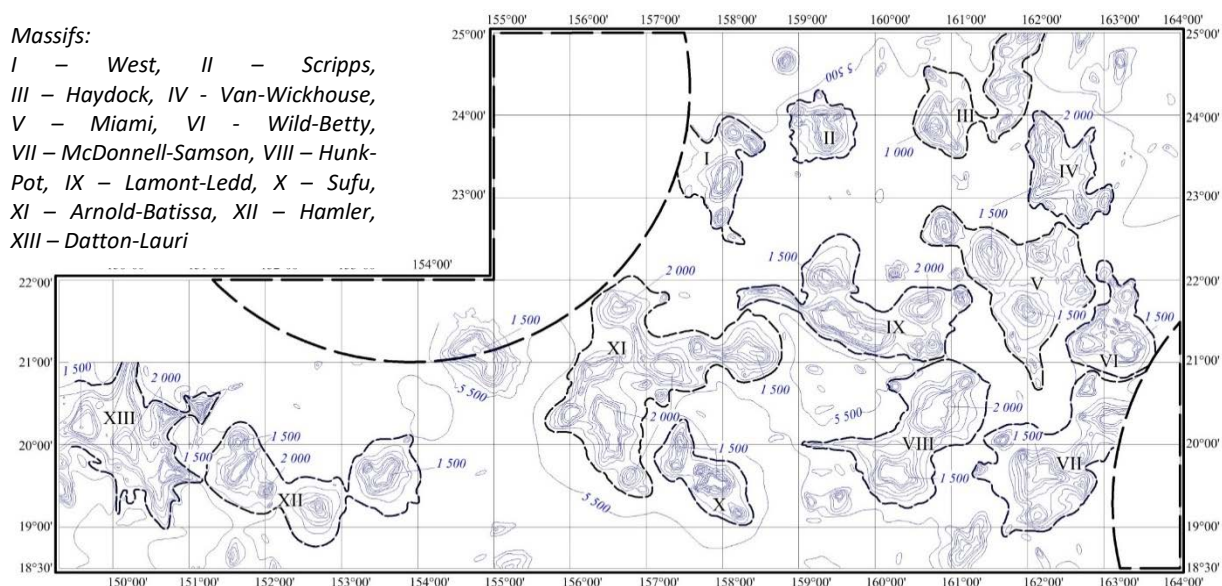 Massifs:
I – West, II – Scripps,
III – Haydock, IV - Van-Wickhouse,
V – Miami, VI - Wild-Betty,
VII – McDonnell-Samson, VIII – Hunk-
Pot, IX – Lamont-Ledd, X – Sufu,
XI – Arnold-Batissa, XII – Hamler,
XIII – Datton-Lauri
155°00' 156°00' 157°00' 158°00' 159°00' 160°00' 161°00' 162°00' 163°00' 164°00'
25°00' 25°00'
5 500
24°00' 2 000 24°00'
I II III IV
1 000
23°00' 23°00'
1 500
154°00' 1 500
22°00' 2 000 2 000 V 22°00'
1 500 IX 1 500 1 500
XI VI
1 500 2 000 21°00' 5 500 1 500 21°00'
XIII 1 500 2 000 5 500 2 000
20°00' 1 500 2 000 1 500 VIII 1 500 20°00'
1 500 VII
XII 5 500 X 1 500
19°00' 19°00'
18°30' 18°30'
150°00' 151°00' 152°00' 153°00' 154°00' 155°00' 156°00' 157°00' 158°00' 159°00' 160°00' 161°00' 162°00' 163°00' 164°00'